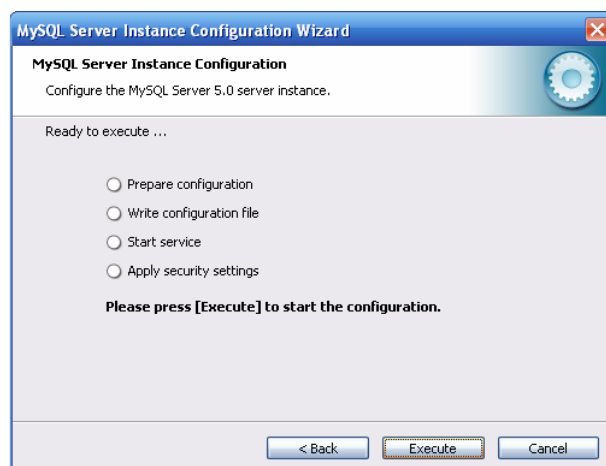 MySQL Server Instance Configuration Wizard
MySQL Server Instance Configuration
Configure the MySQL Server 5.0 server instance.
Ready to execute ...
Prepare configuration
Write configuration file
Start service
Apply security settings
Please press [Execute] to start the configuration.
< Back Execute Cancel